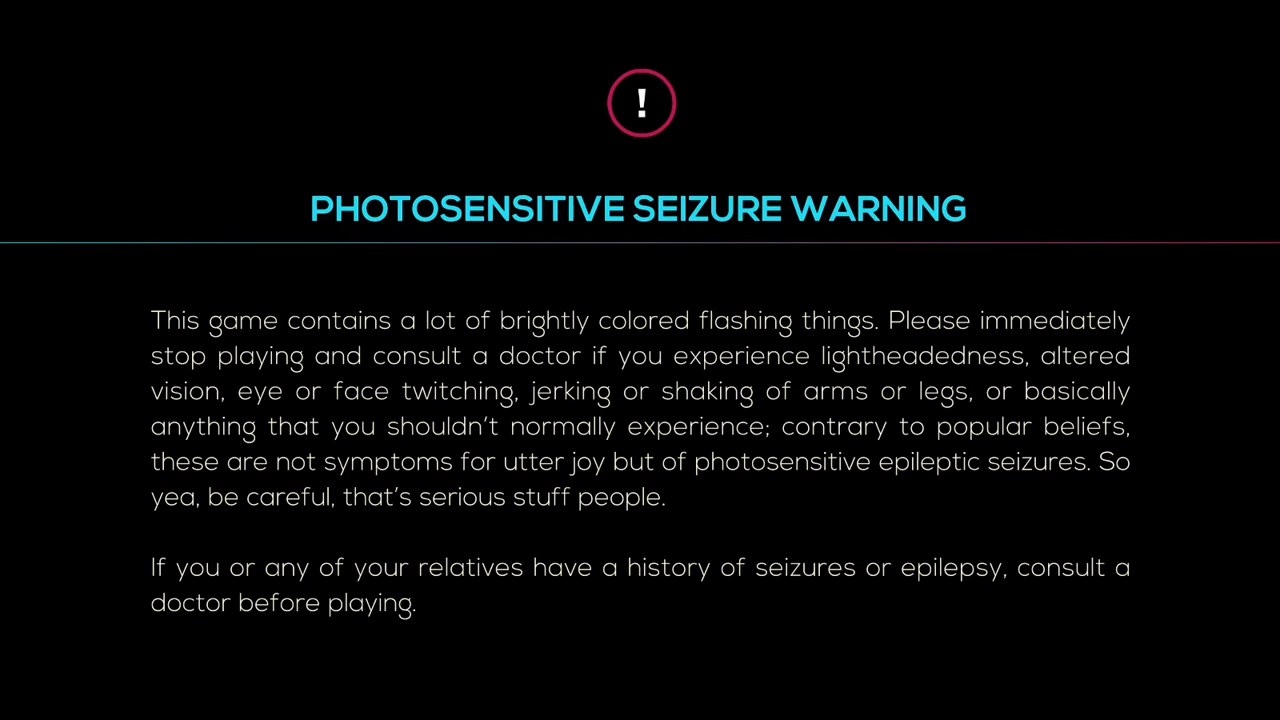 !
PHOTOSENSITIVE SEIZURE WARNING
This game contains a lot of brightly colored flashing things. Please immediately
stop playing and consult a doctor if you experience lightheadedness, altered
vision, eye or face twitching, jerking or shaking of arms or legs, or basically
anything that you shouldn’t normally experience; contrary to popular beliefs,
these are not symptoms for utter joy but of photosensitive epileptic seizures. So
yea, be careful, that’s serious stuff people.
If you or any of your relatives have a history of seizures or epilepsy, consult a
doctor before playing.